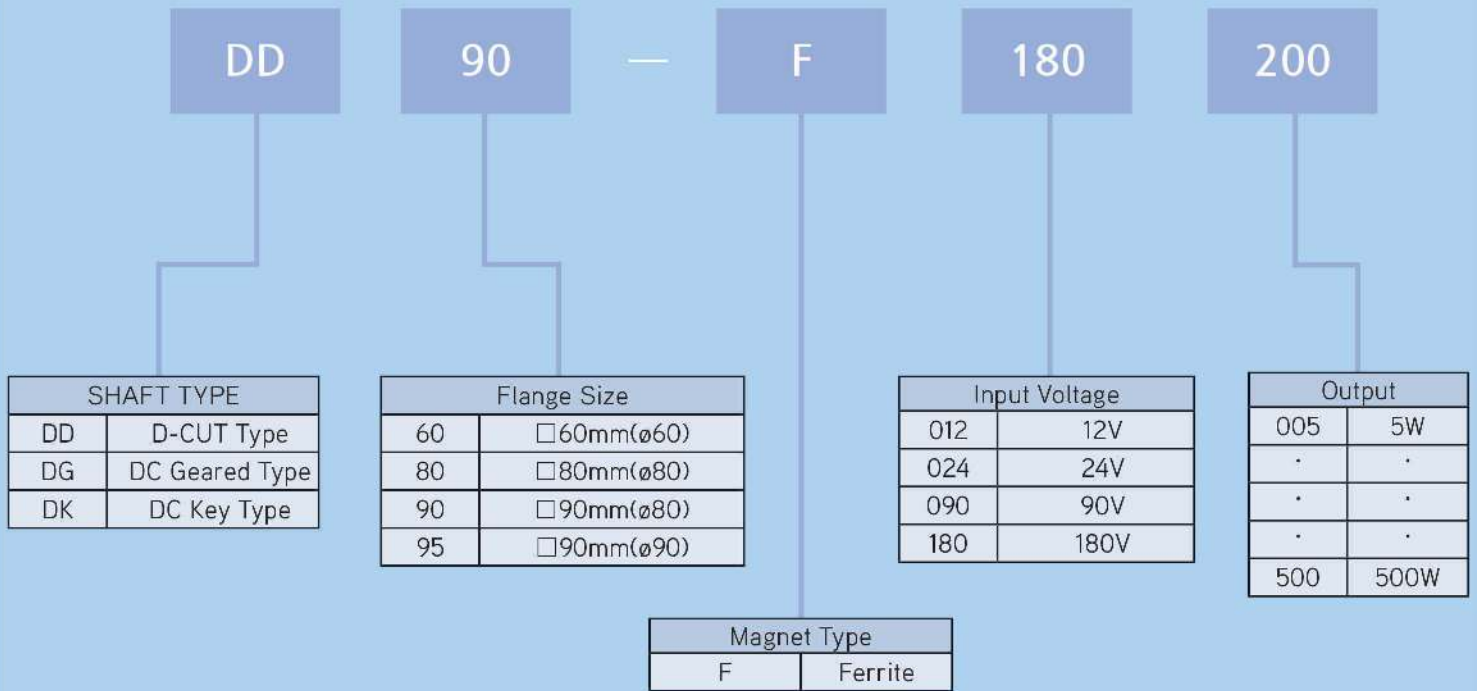 DD 90 — F 180 200
SHAFT TYPE
DD D-CUT Type
DG DC Geared Type
DK DC Key Type
Flange Size
60 □60mm(ø60)
80 □80mm(ø80)
90 □90mm(ø80)
95 □90mm(ø90)
Input Voltage
012 12V
024 24V
090 90V
180 180V
Output
005 5W
· ·
· ·
· ·
500 500W
Magnet Type
F Ferrite